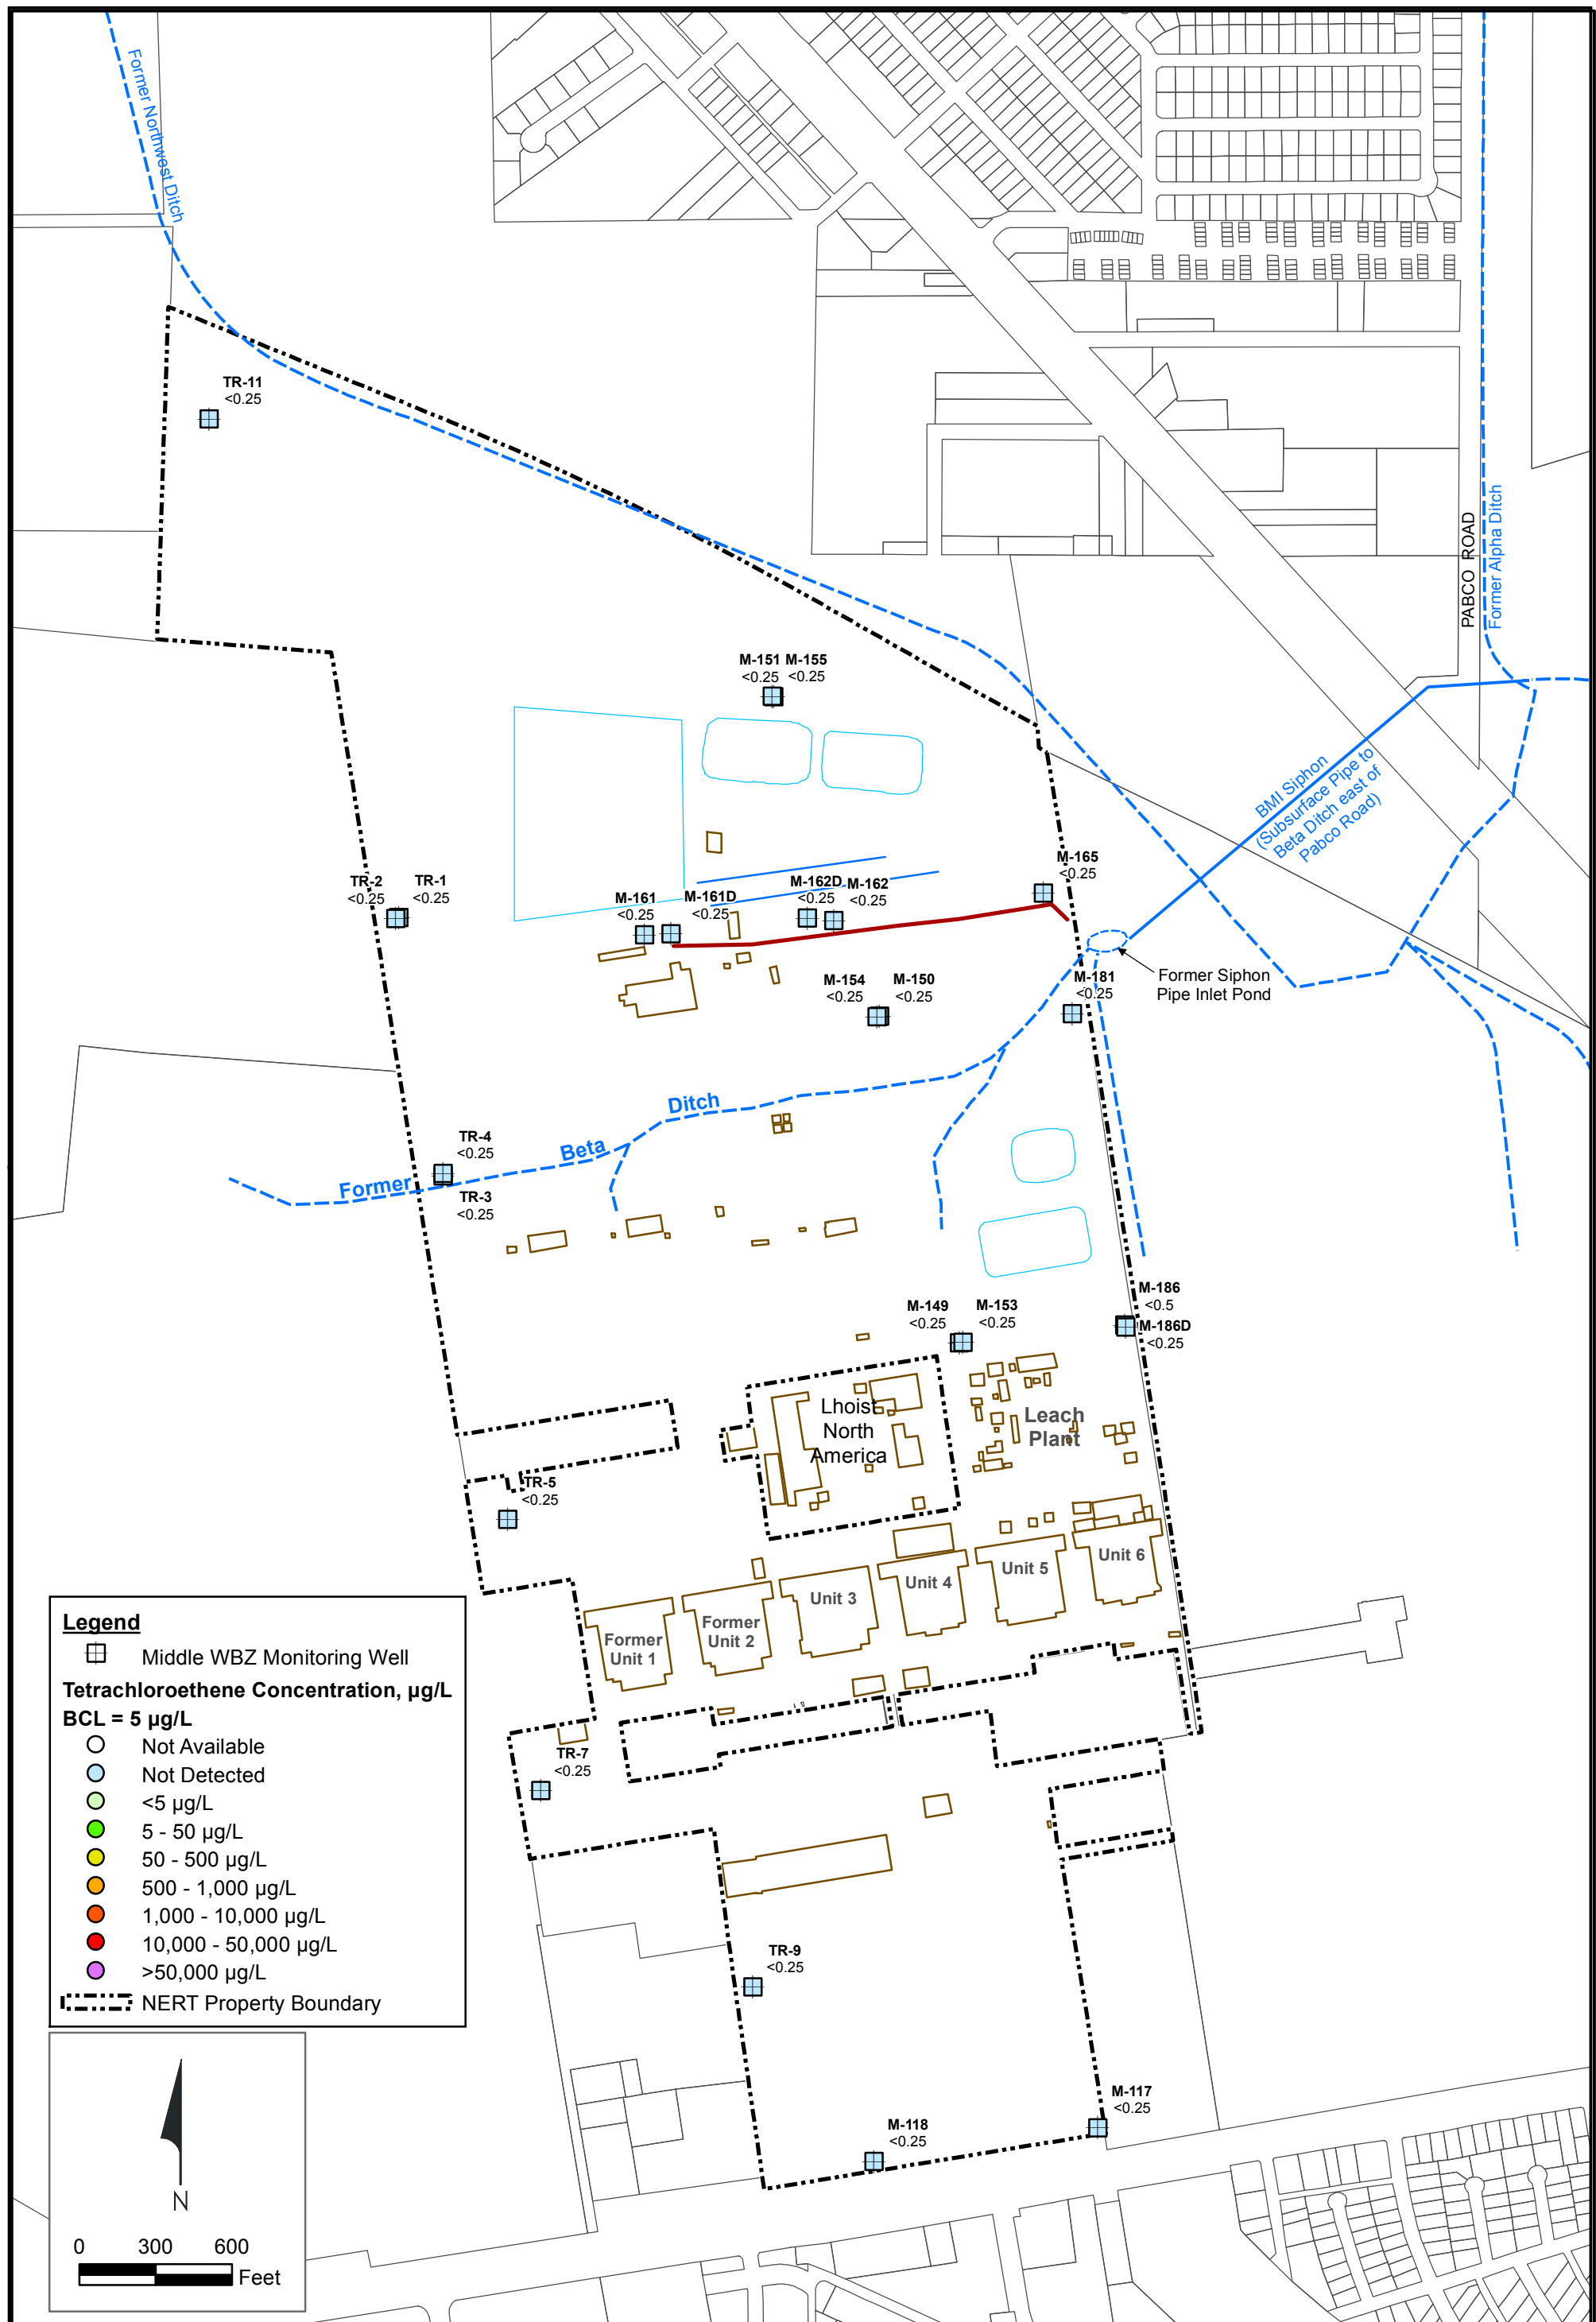 Former Northwest Ditch
TR-11
<0.25
PABCO ROAD
Former Alpha Ditch
M-151 M-155
<0.25 <0.25
BMI Siphon
(Subsurface Pipe to
Beta Ditch east of
Pabco Road)
M-165
<0.25
TR-2 TR-1
<0.25 <0.25
M-161 M-161D
<0.25 <0.25
M-162D M-162
<0.25 <0.25
M-154 M-150
<0.25 <0.25
M-181
<0.25
Former Siphon
Pipe Inlet Pond
Former Beta Ditch
TR-4
<0.25
TR-3
<0.25
M-149 M-153
<0.25 <0.25
M-186
<0.5
M-186D
<0.25
Lhoist
North
America
Leach
Plant
TR-5
<0.25
Former
Unit 1
Former
Unit 2
Unit 3
Unit 4
Unit 5
Unit 6
TR-7
<0.25
TR-9
<0.25
M-117
<0.25
M-118
<0.25
Legend
Middle WBZ Monitoring Well
Tetrachloroethene Concentration, µg/L
BCL = 5 µg/L
Not Available
Not Detected
<5 µg/L
5 - 50 µg/L
50 - 500 µg/L
500 - 1,000 µg/L
1,000 - 10,000 µg/L
10,000 - 50,000 µg/L
>50,000 µg/L
NERT Property Boundary
N
0 300 600
Feet